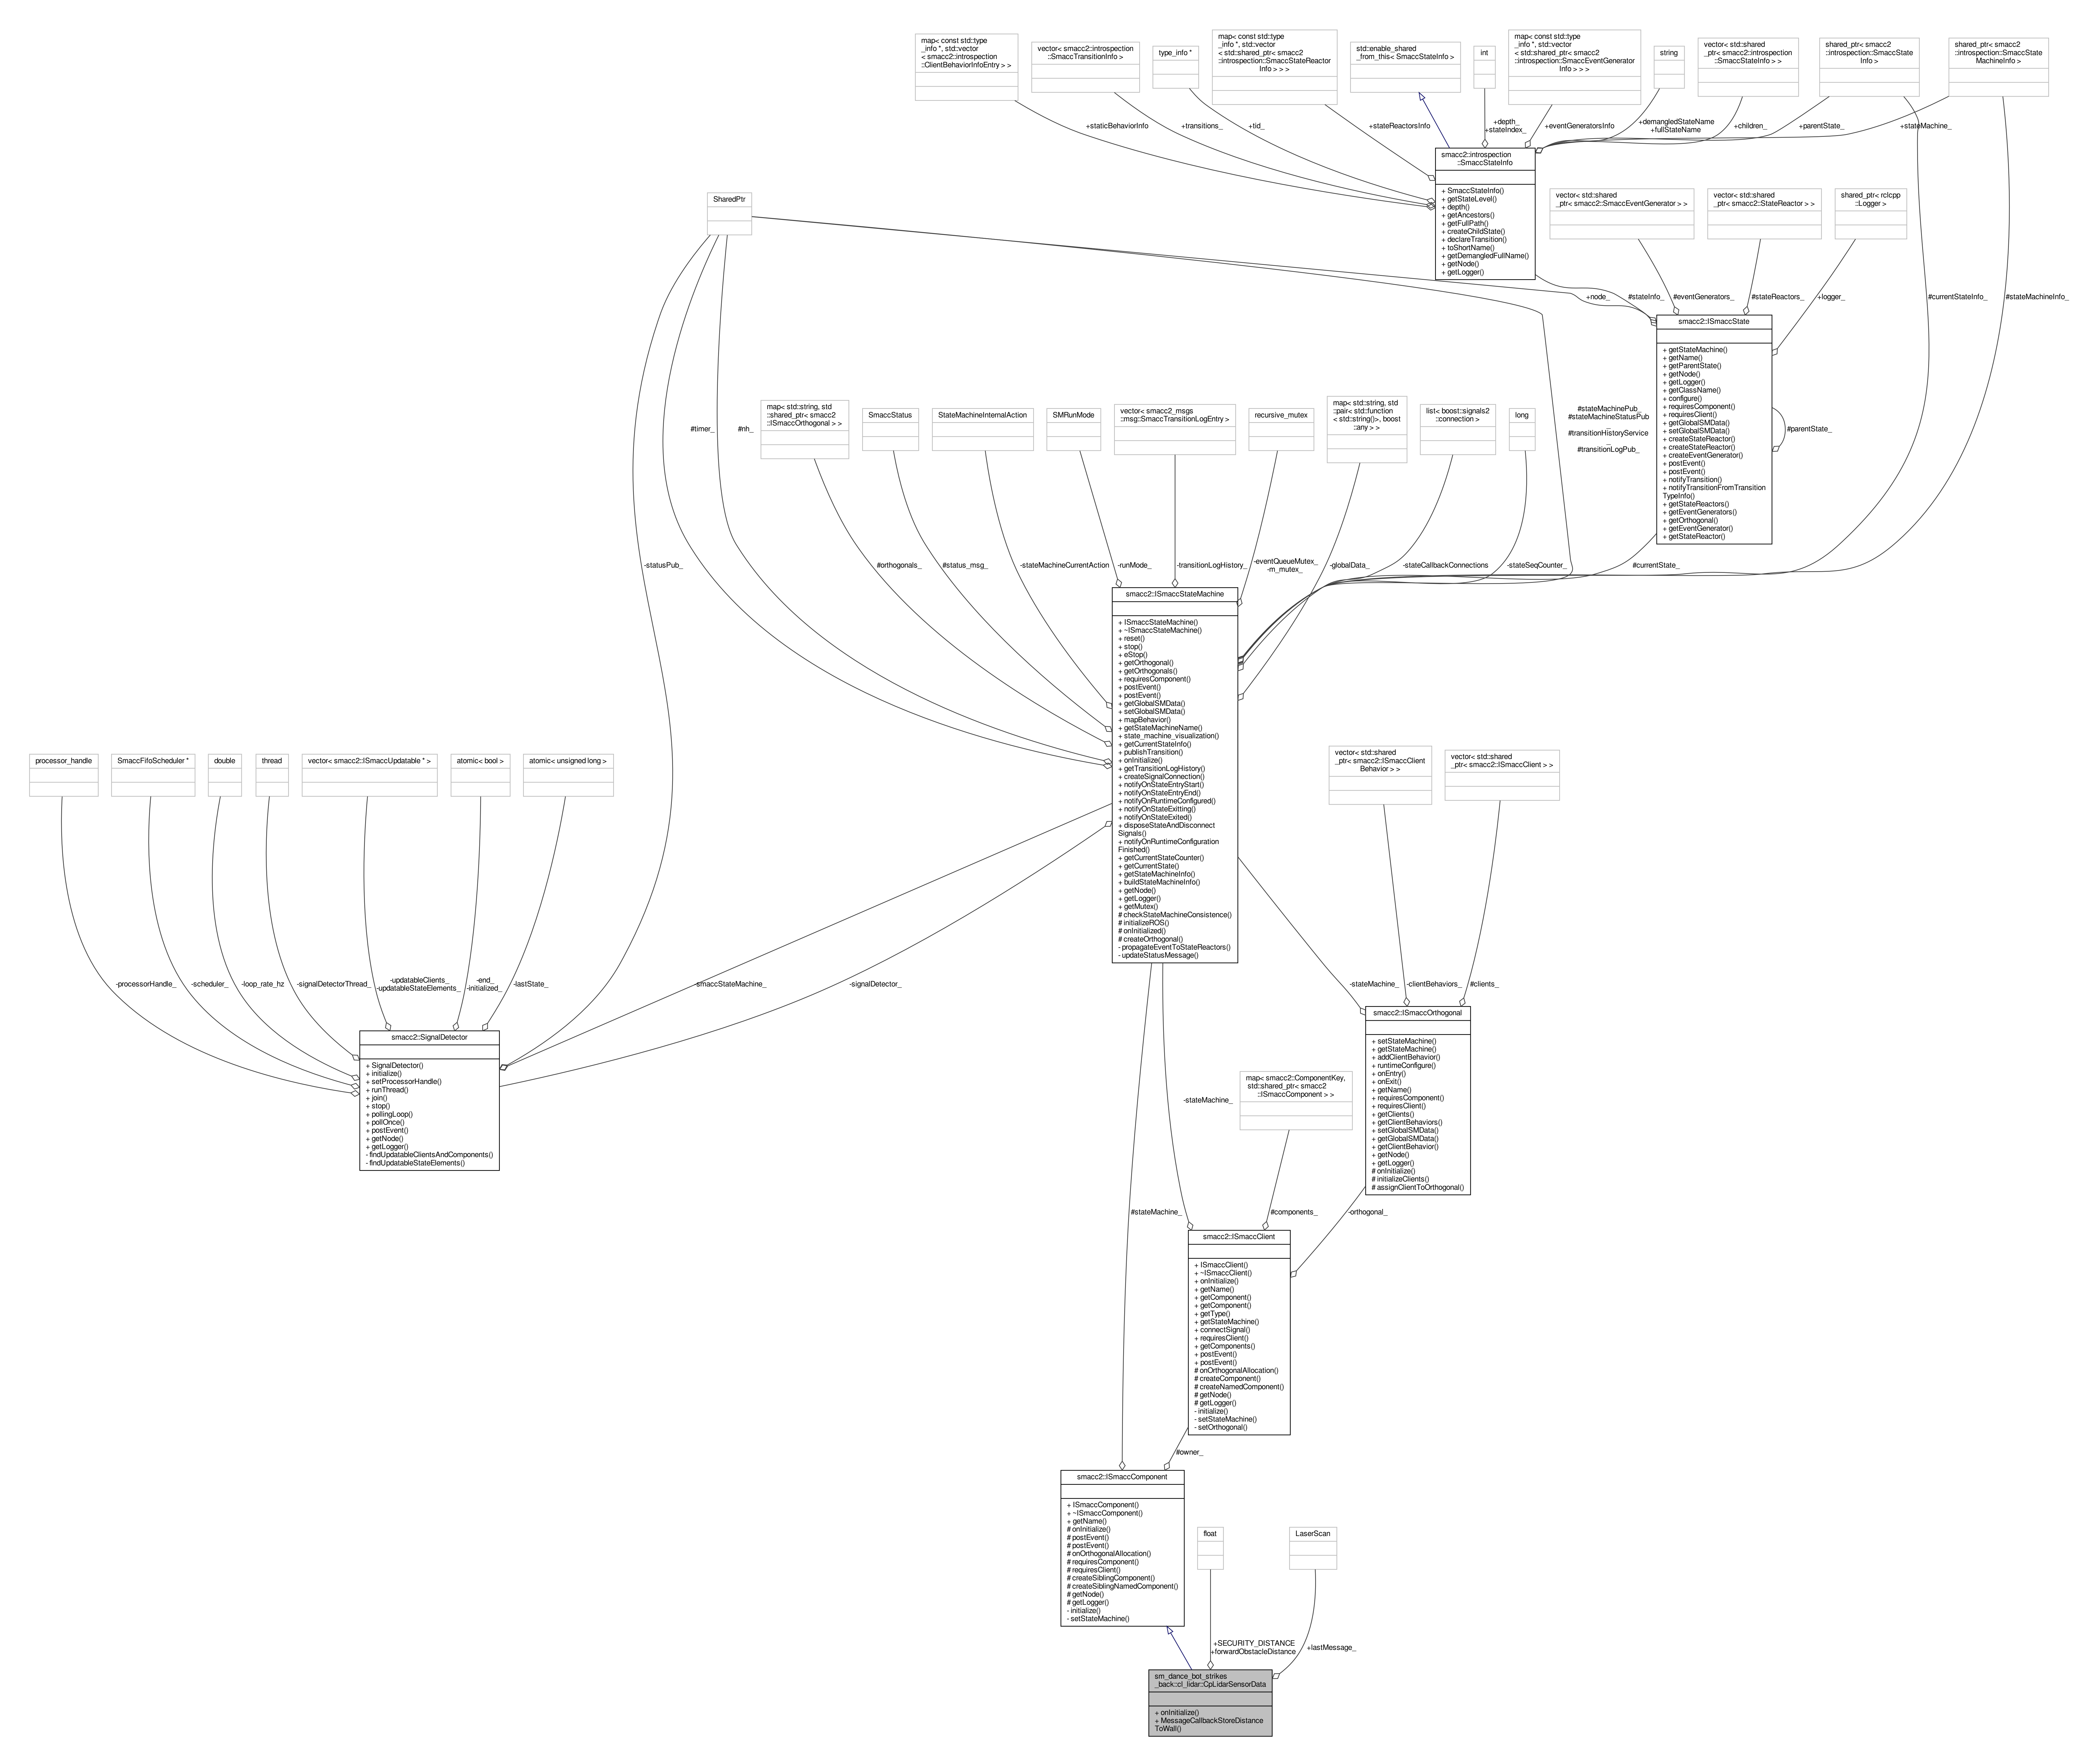 map< const std::type
_info *, std::vector
< smacc2::introspection
::ClientBehaviorInfoEntry > >
vector< smacc2::introspection
::SmaccTransitionInfo >
type_info *
map< const std::type
_info *, std::vector
< std::shared_ptr< smacc2
::introspection::SmaccStateReactor
Info > > >
std::enable_shared
_from_this< SmaccStateInfo >
int
map< const std::type
_info *, std::vector
< std::shared_ptr< smacc2
::introspection::SmaccEventGenerator
Info > > >
string
vector< std::shared
_ptr< smacc2::introspection
::SmaccStateInfo > >
shared_ptr< smacc2
::introspection::SmaccState
Info >
shared_ptr< smacc2
::introspection::SmaccState
MachineInfo >
+staticBehaviorInfo
+transitions_
+tid_
+stateReactorsInfo
+depth_
+stateIndex_
+eventGeneratorsInfo
+demangledStateName
+fullStateName
+children_
+parentState_
+stateMachine_
smacc2::introspection
::SmaccStateInfo
+ SmaccStateInfo()
+ getStateLevel()
+ depth()
+ getAncestors()
+ getFullPath()
+ createChildState()
+ declareTransition()
+ toShortName()
+ getDemangledFullName()
+ getNode()
+ getLogger()
SharedPtr
vector< std::shared
_ptr< smacc2::SmaccEventGenerator > >
vector< std::shared
_ptr< smacc2::StateReactor > >
shared_ptr< rclcpp
::Logger >
+node_
#stateInfo_
#eventGenerators_
#stateReactors_
+logger_
#currentStateInfo_
#stateMachineInfo_
smacc2::ISmaccState
+ getStateMachine()
+ getName()
+ getParentState()
+ getNode()
+ getLogger()
+ getClassName()
+ configure()
+ requiresComponent()
+ requiresClient()
+ getGlobalSMData()
+ setGlobalSMData()
+ createStateReactor()
+ createStateReactor()
+ createEventGenerator()
+ postEvent()
+ postEvent()
+ notifyTransition()
+ notifyTransitionFromTransition
TypeInfo()
+ getStateReactors()
+ getEventGenerators()
+ getOrthogonal()
+ getEventGenerator()
+ getStateReactor()
#parentState_
#stateMachinePub_
#stateMachineStatusPub
_
#transitionHistoryService
_
#transitionLogPub_
#timer_
#nh_
map< std::string, std
::shared_ptr< smacc2
::ISmaccOrthogonal > >
SmaccStatus
StateMachineInternalAction
SMRunMode
vector< smacc2_msgs
::msg::SmaccTransitionLogEntry >
recursive_mutex
map< std::string, std
::pair< std::function
< std::string()>, boost
::any > >
list< boost::signals2
::connection >
long
-statusPub_
#orthogonals_
#status_msg_
-stateMachineCurrentAction
-runMode_
-transitionLogHistory_
-eventQueueMutex_
-m_mutex_
-globalData_
-stateCallbackConnections
-stateSeqCounter_
#currentState_
smacc2::ISmaccStateMachine
+ ISmaccStateMachine()
+ ~ISmaccStateMachine()
+ reset()
+ stop()
+ eStop()
+ getOrthogonal()
+ getOrthogonals()
+ requiresComponent()
+ postEvent()
+ postEvent()
+ getGlobalSMData()
+ setGlobalSMData()
+ mapBehavior()
+ getStateMachineName()
+ state_machine_visualization()
+ getCurrentStateInfo()
+ publishTransition()
+ onInitialize()
+ getTransitionLogHistory()
+ createSignalConnection()
+ notifyOnStateEntryStart()
+ notifyOnStateEntryEnd()
+ notifyOnRuntimeConfigured()
+ notifyOnStateExitting()
+ notifyOnStateExited()
+ disposeStateAndDisconnect
Signals()
+ notifyOnRuntimeConfiguration
Finished()
+ getCurrentStateCounter()
+ getCurrentState()
+ getStateMachineInfo()
+ buildStateMachineInfo()
+ getNode()
+ getLogger()
+ getMutex()
# checkStateMachineConsistence()
# initializeROS()
# onInitialized()
# createOrthogonal()
- propagateEventToStateReactors()
- updateStatusMessage()
processor_handle
SmaccFifoScheduler *
double
thread
vector< smacc2::ISmaccUpdatable * >
atomic< bool >
atomic< unsigned long >
vector< std::shared
_ptr< smacc2::ISmaccClient
Behavior > >
vector< std::shared
_ptr< smacc2::ISmaccClient > >
-processorHandle_
-scheduler_
-loop_rate_hz
-signalDetectorThread_
-updatableClients_
-updatableStateElements_
-end_
-initialized_
-lastState_
-smaccStateMachine_
-signalDetector_
-stateMachine_
-clientBehaviors_
#clients_
smacc2::SignalDetector
+ SignalDetector()
+ initialize()
+ setProcessorHandle()
+ runThread()
+ join()
+ stop()
+ pollingLoop()
+ pollOnce()
+ postEvent()
+ getNode()
+ getLogger()
- findUpdatableClientsAndComponents()
- findUpdatableStateElements()
smacc2::ISmaccOrthogonal
+ setStateMachine()
+ getStateMachine()
+ addClientBehavior()
+ runtimeConfigure()
+ onEntry()
+ onExit()
+ getName()
+ requiresComponent()
+ requiresClient()
+ getClients()
+ getClientBehaviors()
+ setGlobalSMData()
+ getGlobalSMData()
+ getClientBehavior()
+ getNode()
+ getLogger()
# onInitialize()
# initializeClients()
# assignClientToOrthogonal()
map< smacc2::ComponentKey,
std::shared_ptr< smacc2
::ISmaccComponent > >
-stateMachine_
#stateMachine_
#components_
-orthogonal_
smacc2::ISmaccClient
+ ISmaccClient()
+ ~ISmaccClient()
+ onInitialize()
+ getName()
+ getComponent()
+ getComponent()
+ getType()
+ getStateMachine()
+ connectSignal()
+ requiresClient()
+ getComponents()
+ postEvent()
+ postEvent()
# onOrthogonalAllocation()
# createComponent()
# createNamedComponent()
# getNode()
# getLogger()
- initialize()
- setStateMachine()
- setOrthogonal()
#owner_
smacc2::ISmaccComponent
+ ISmaccComponent()
+ ~ISmaccComponent()
+ getName()
# onInitialize()
# postEvent()
# postEvent()
# onOrthogonalAllocation()
# requiresComponent()
# requiresClient()
# createSiblingComponent()
# createSiblingNamedComponent()
# getNode()
# getLogger()
- initialize()
- setStateMachine()
float
LaserScan
+SECURITY_DISTANCE
+forwardObstacleDistance
+lastMessage_
sm_dance_bot_strikes
_back::cl_lidar::CpLidarSensorData
+ onInitialize()
+ MessageCallbackStoreDistance
ToWall()